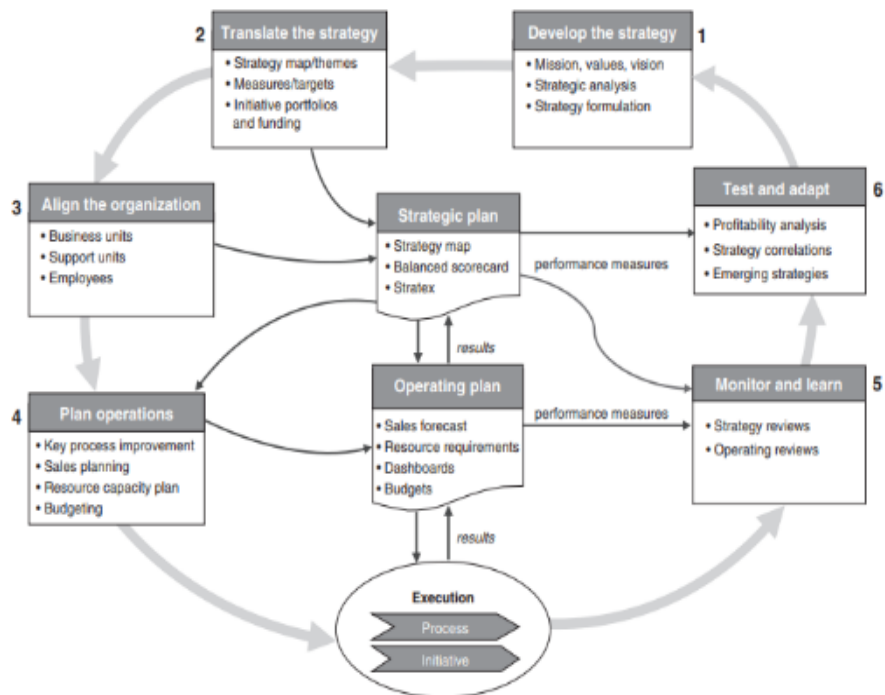 2
Translate the strategy
• Strategy map/themes
• Measures/targets
• Initiative portfolios
and funding
Develop the strategy
1
• Mission, values, vision
• Strategic analysis
• Strategy formulation
3
Align the organization
• Business units
• Support units
• Employees
Strategic plan
• Strategy map
• Balanced scorecard
• Stratex
performance measures
Test and adapt
6
• Profitability analysis
• Strategy correlations
• Emerging strategies
results
4
Plan operations
• Key process improvement
• Sales planning
• Resource capacity plan
• Budgeting
Operating plan
• Sales forecast
• Resource requirements
• Dashboards
• Budgets
performance measures
Monitor and learn
5
• Strategy reviews
• Operating reviews
results
Execution
Process
Initiative